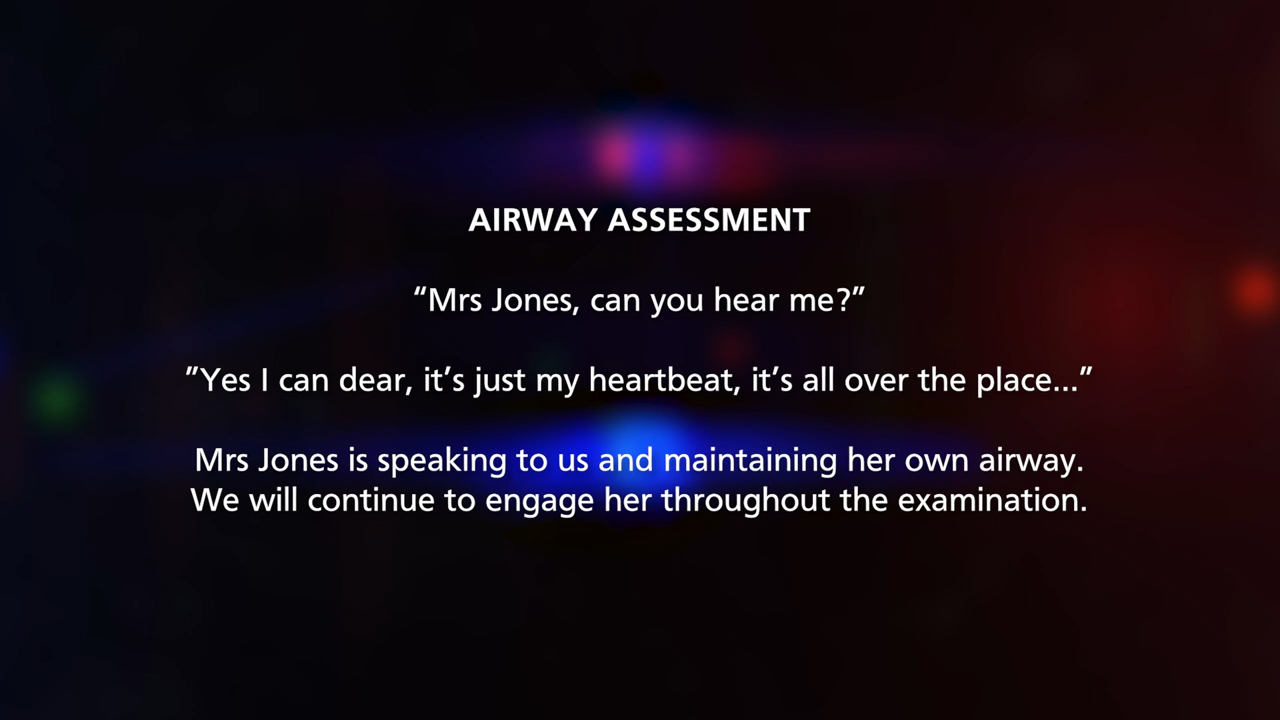 AIRWAY ASSESSMENT
“Mrs Jones, can you hear me?”
”Yes I can dear, it’s just my heartbeat, it’s all over the place...”
Mrs Jones is speaking to us and maintaining her own airway.
We will continue to engage her throughout the examination.